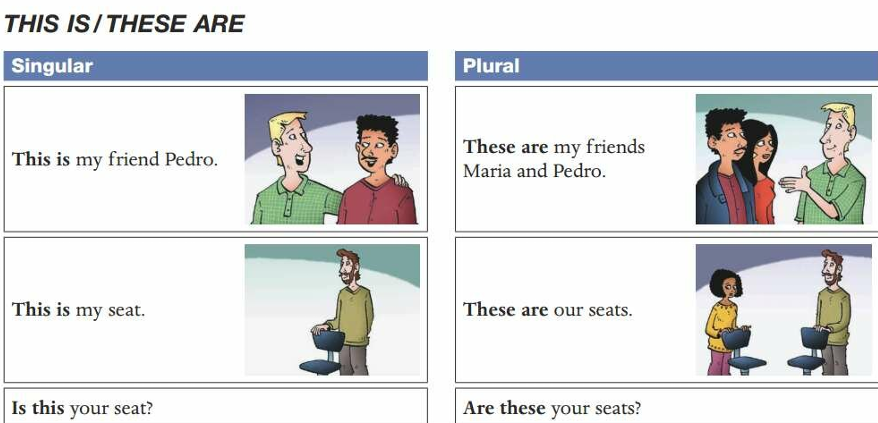 THIS IS / THESE ARE
Singular
Plural
This is my friend Pedro.
These are my friends
Maria and Pedro.
This is my seat.
These are our seats.
Is this your seat?
Are these your seats?